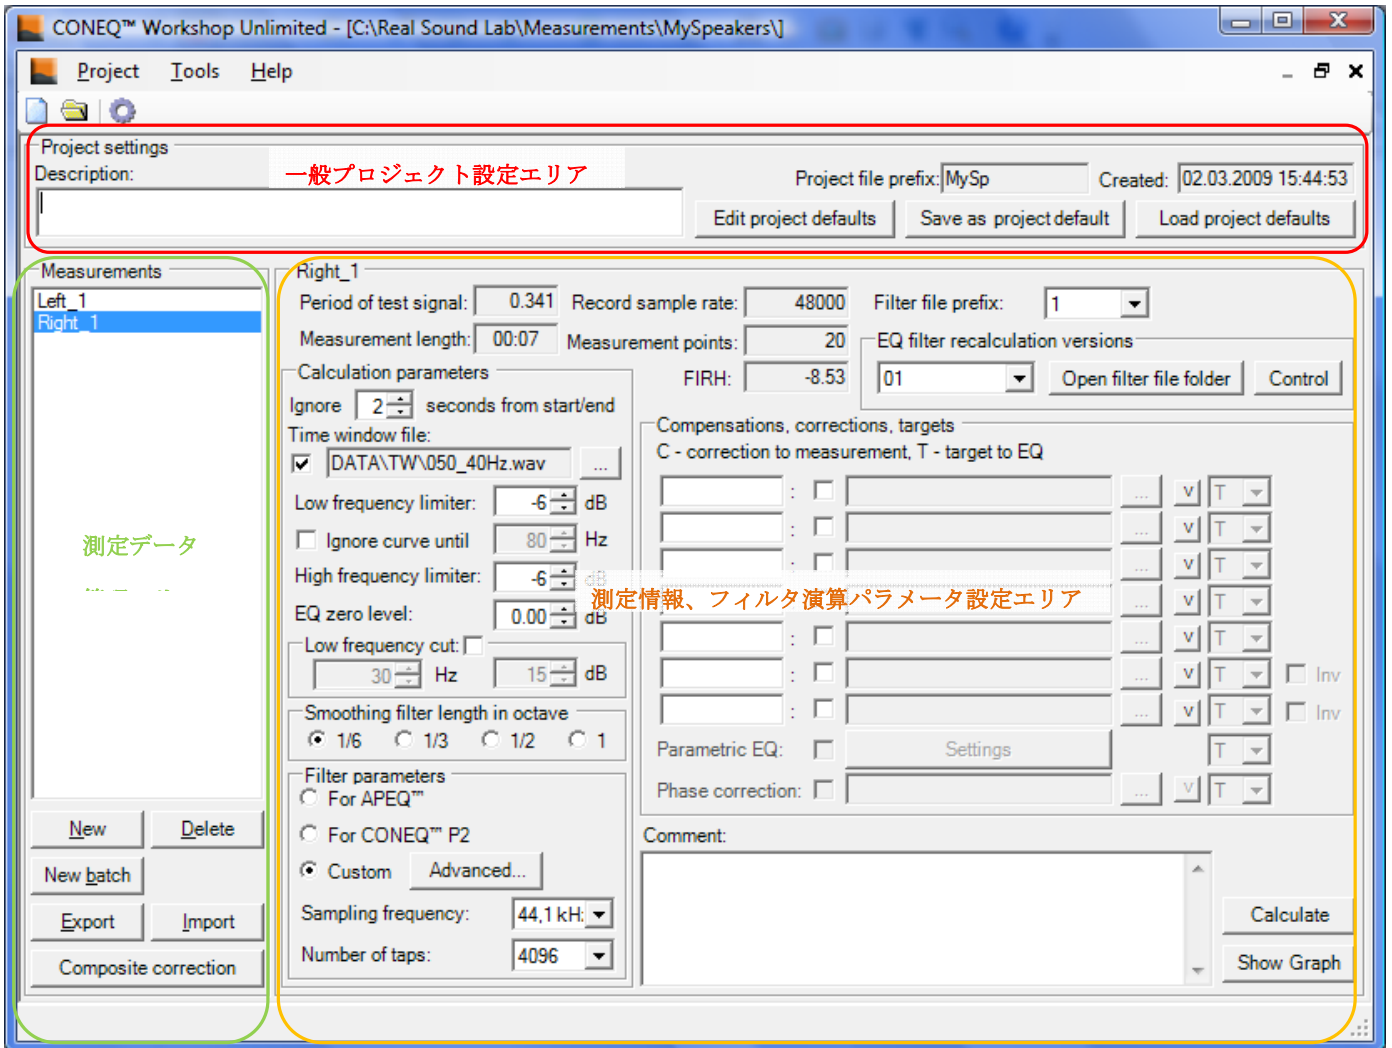 CONEQ™ Workshop Unlimited - [C:\Real Sound Lab\Measurements\MySpeakers\]
Project Tools Help
Project settings
一般プロジェクト設定エリア
Description:
Project file prefix: MySp Created: 02.03.2009 15:44:53
Edit project defaults Save as project default Load project defaults
Measurements
Left_1
Right_1
測定データ
New Delete
New batch
Export Import
Composite correction
Right_1
Period of test signal: 0.341 Record sample rate: 48000 Filter file prefix: 1
Measurement length: 00:07 Measurement points: 20
FIRH: -8.53
EQ filter recalculation versions
01 Open filter file folder Control
Calculation parameters
Ignore 2 seconds from start/end
Time window file:
DATA\TW\050_40Hz.wav ...
Low frequency limiter: -6 dB
Ignore curve until 80 Hz
High frequency limiter: -6 dB
測定情報、フィルタ演算パラメータ設定エリア
EQ zero level: 0.00 dB
Low frequency cut:
30 Hz 15 dB
Smoothing filter length in octave
1/6 1/3 1/2 1
Filter parameters
For APEQ™
For CONEQ™ P2
Custom Advanced...
Sampling frequency: 44,1 kH
Number of taps: 4096
Compensations, corrections, targets
C - correction to measurement, T - target to EQ
: ... v T
: ... v T
: ... v T
... v T
: ... v T
: ... v T Inv
: ... v T Inv
Parametric EQ: Settings T
Phase correction: ... v T
Comment:
Calculate
Show Graph